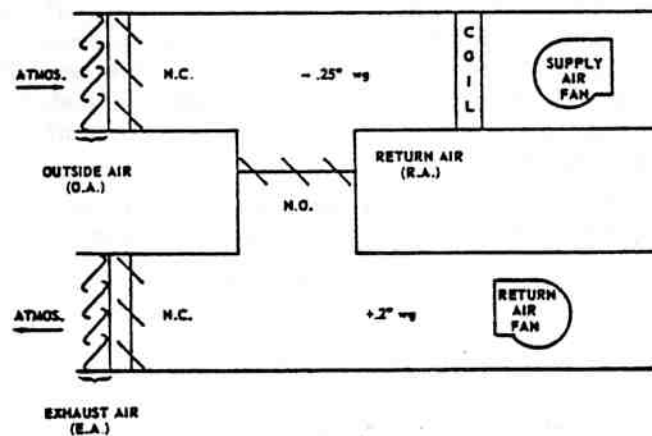 ATMOS.
N.C.
- .25" wg
C
O
I
L
SUPPLY
AIR
FAN
OUTSIDE AIR
(O.A.)
RETURN AIR
(R.A.)
N.O.
ATMOS.
N.C.
+.2" wg
RETURN
AIR
FAN
EXHAUST AIR
(E.A.)